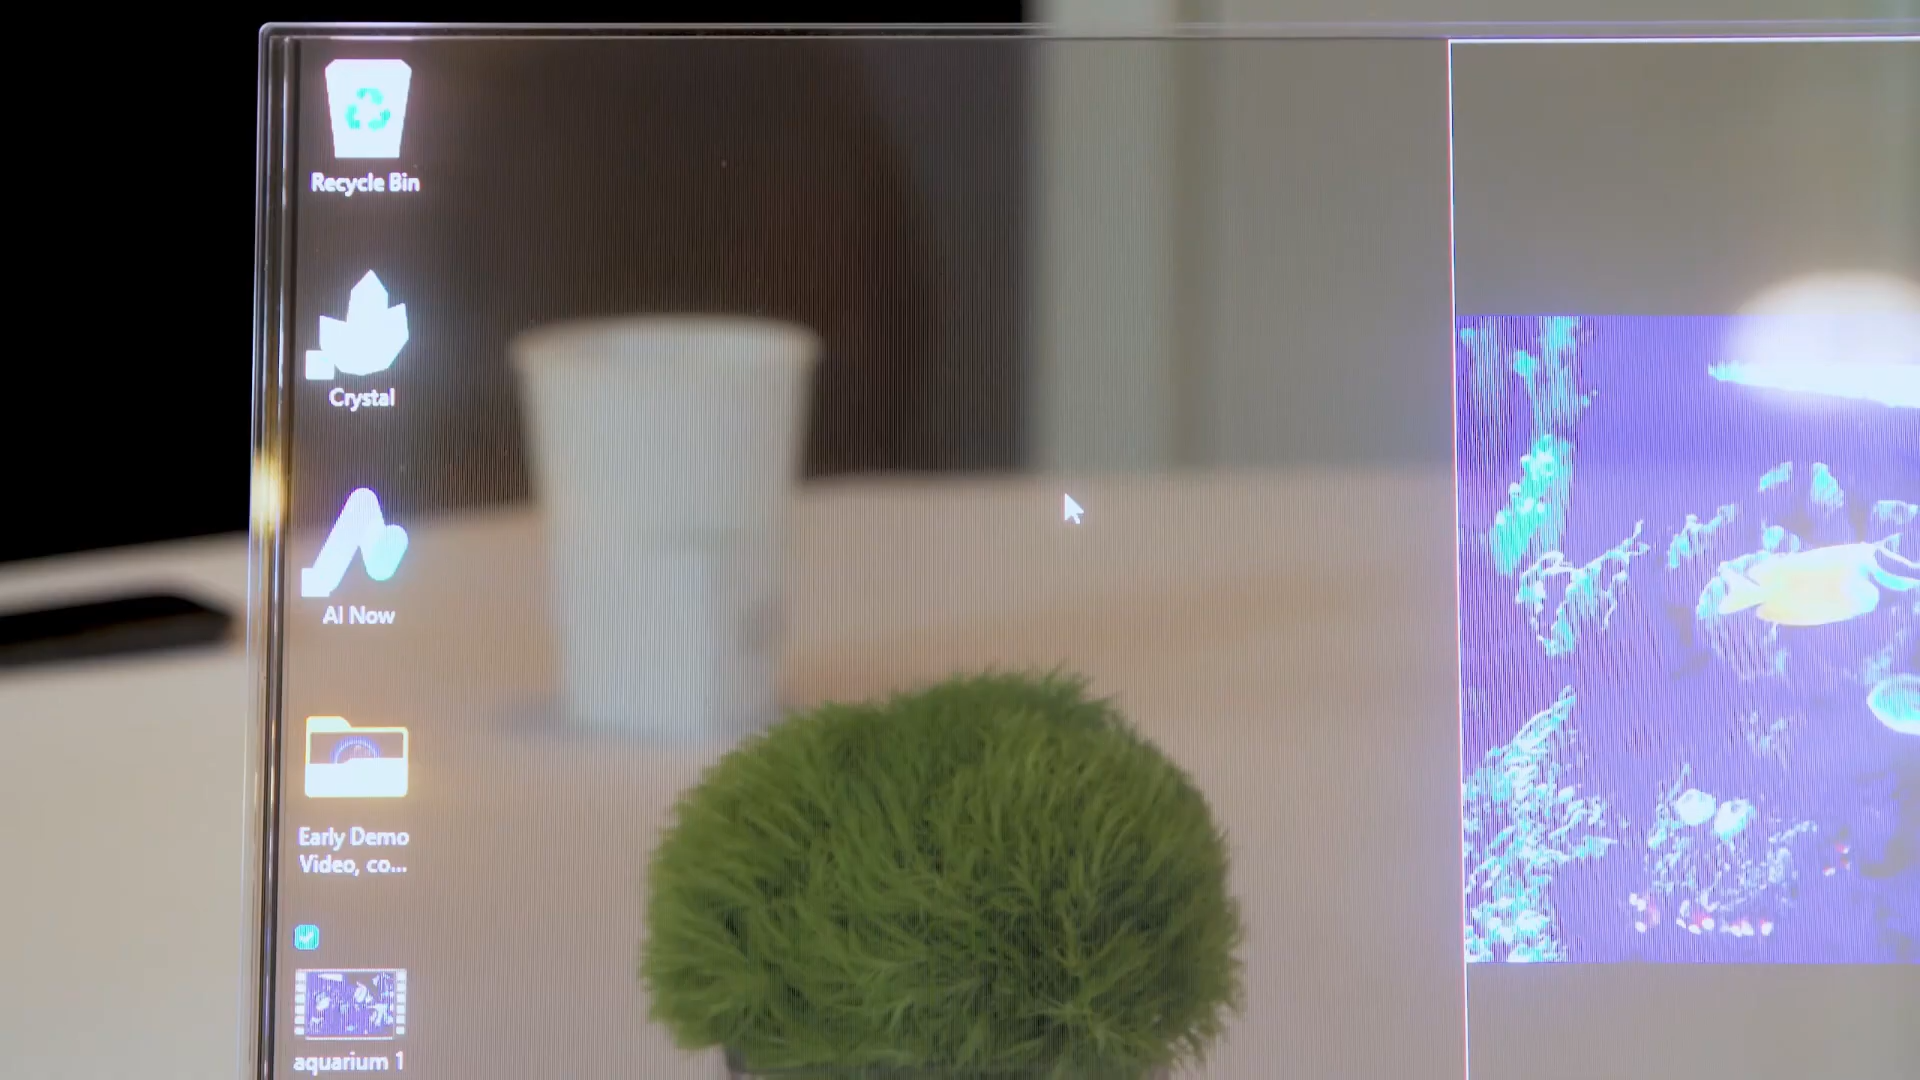 Recycle Bin
Crystal
AI Now
Early Demo
Video, co...
aquarium 1